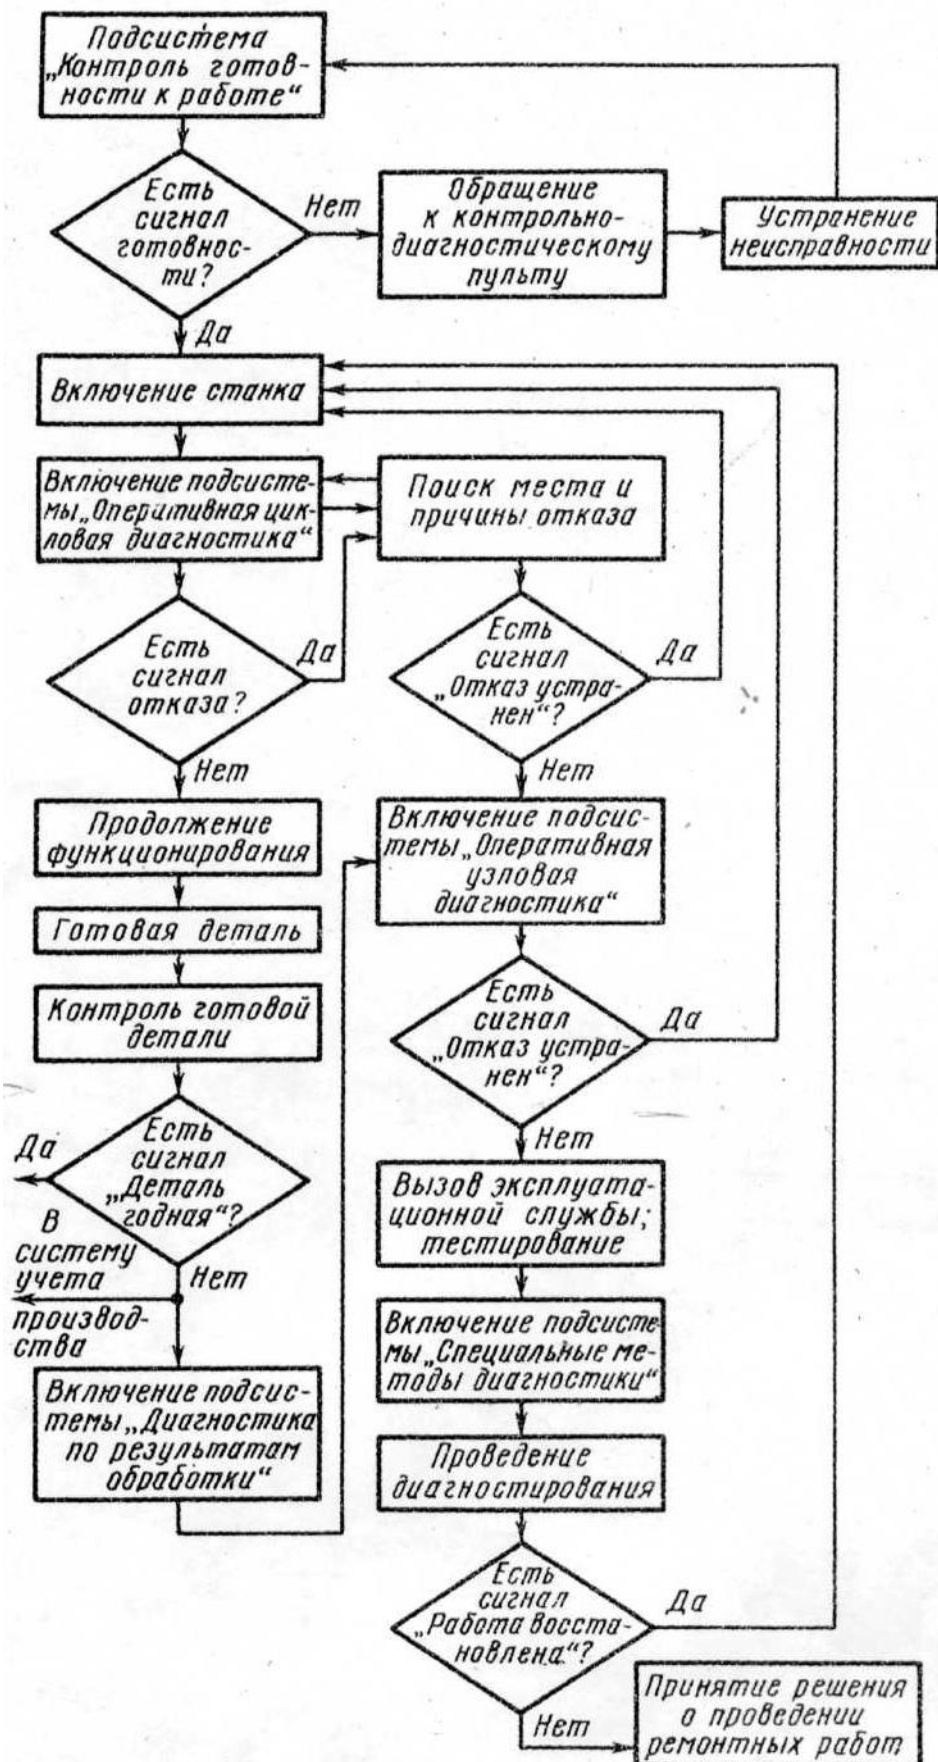 Подсистема
„Контроль готов-
ности к работе“
Есть
сигнал
готовнос-
ти?
Нет
Обращение
к контрольно-
диагностическому
пульту
Устранение
неисправности
Да
Включение станка
Включение подсисте-
мы „Оперативная цик-
ловая диагностика“
Поиск места и
причины отказа
Есть
сигнал
отказа?
Да
Есть
сигнал
„Отказ устра-
нен“?
Да
Нет
Нет
Продолжение
функционирования
Включение подсис-
темы „Оперативная
узловая
диагностика“
Готовая деталь
Контроль готовой
детали
Есть
сигнал
„Отказ устра-
нен“?
Да
Нет
Есть
сигнал
„Деталь
годная“?
Да
В
систему
учета
производ-
ства
Нет
Вызов эксплуата-
ционной службы;
тестирование
Включение подсисте-
мы „Специальные ме-
тоды диагностики“
Включение подсис-
темы „Диагностика
по результатам
обработки“
Проведение
диагностирования
Есть
сигнал
„Работа восста-
новлена“?
Да
Нет
Принятие решения
о проведении
ремонтных работ